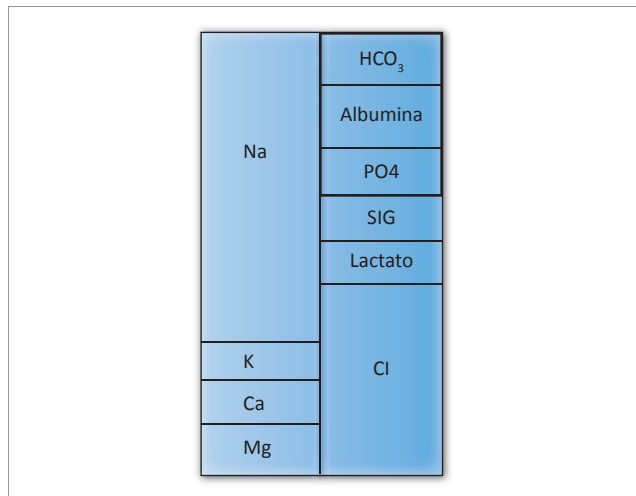 Na
K
Ca
Mg
HCO₃
Albumina
PO4
SIG
Lactato
Cl